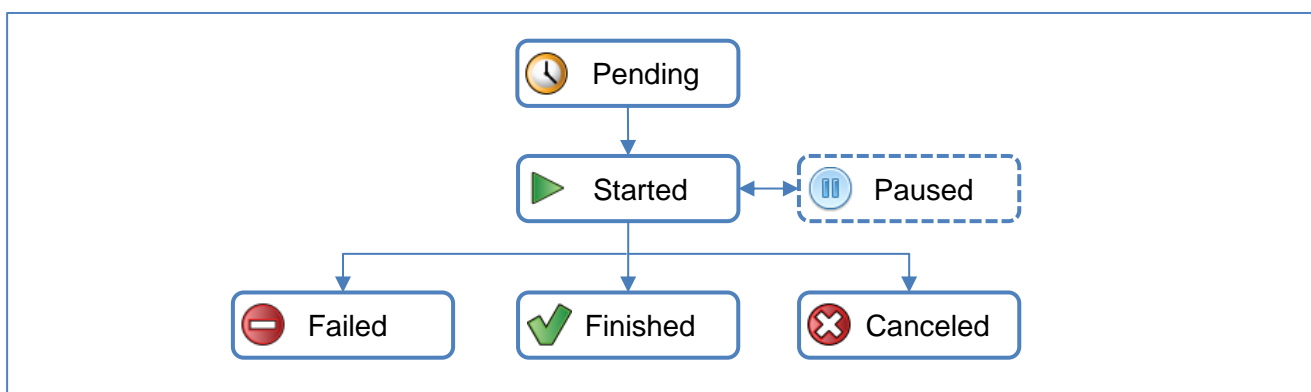 Pending
Started
Paused
Failed
Finished
Canceled